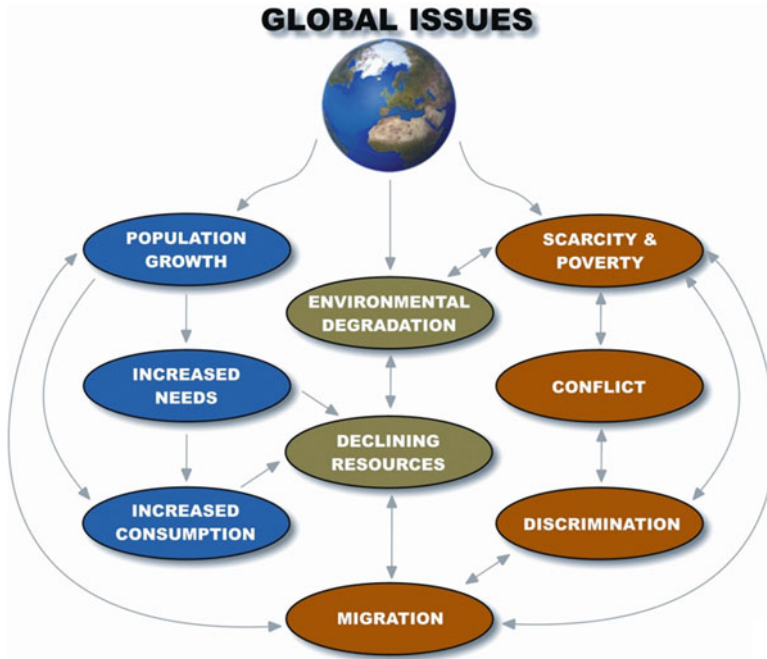 GLOBAL ISSUES
POPULATION
GROWTH
SCARCITY &
POVERTY
ENVIRONMENTAL
DEGRADATION
INCREASED
NEEDS
CONFLICT
DECLINING
RESOURCES
INCREASED
CONSUMPTION
DISCRIMINATION
MIGRATION